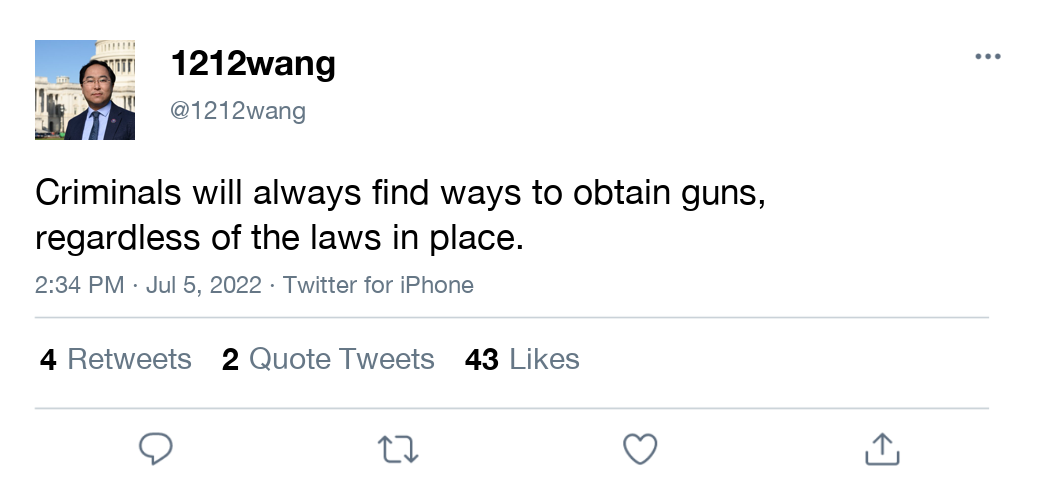 1212wang
@1212wang
Criminals will always find ways to obtain guns,
regardless of the laws in place.
2:34 PM · Jul 5, 2022 · Twitter for iPhone
4 Retweets 2 Quote Tweets 43 Likes